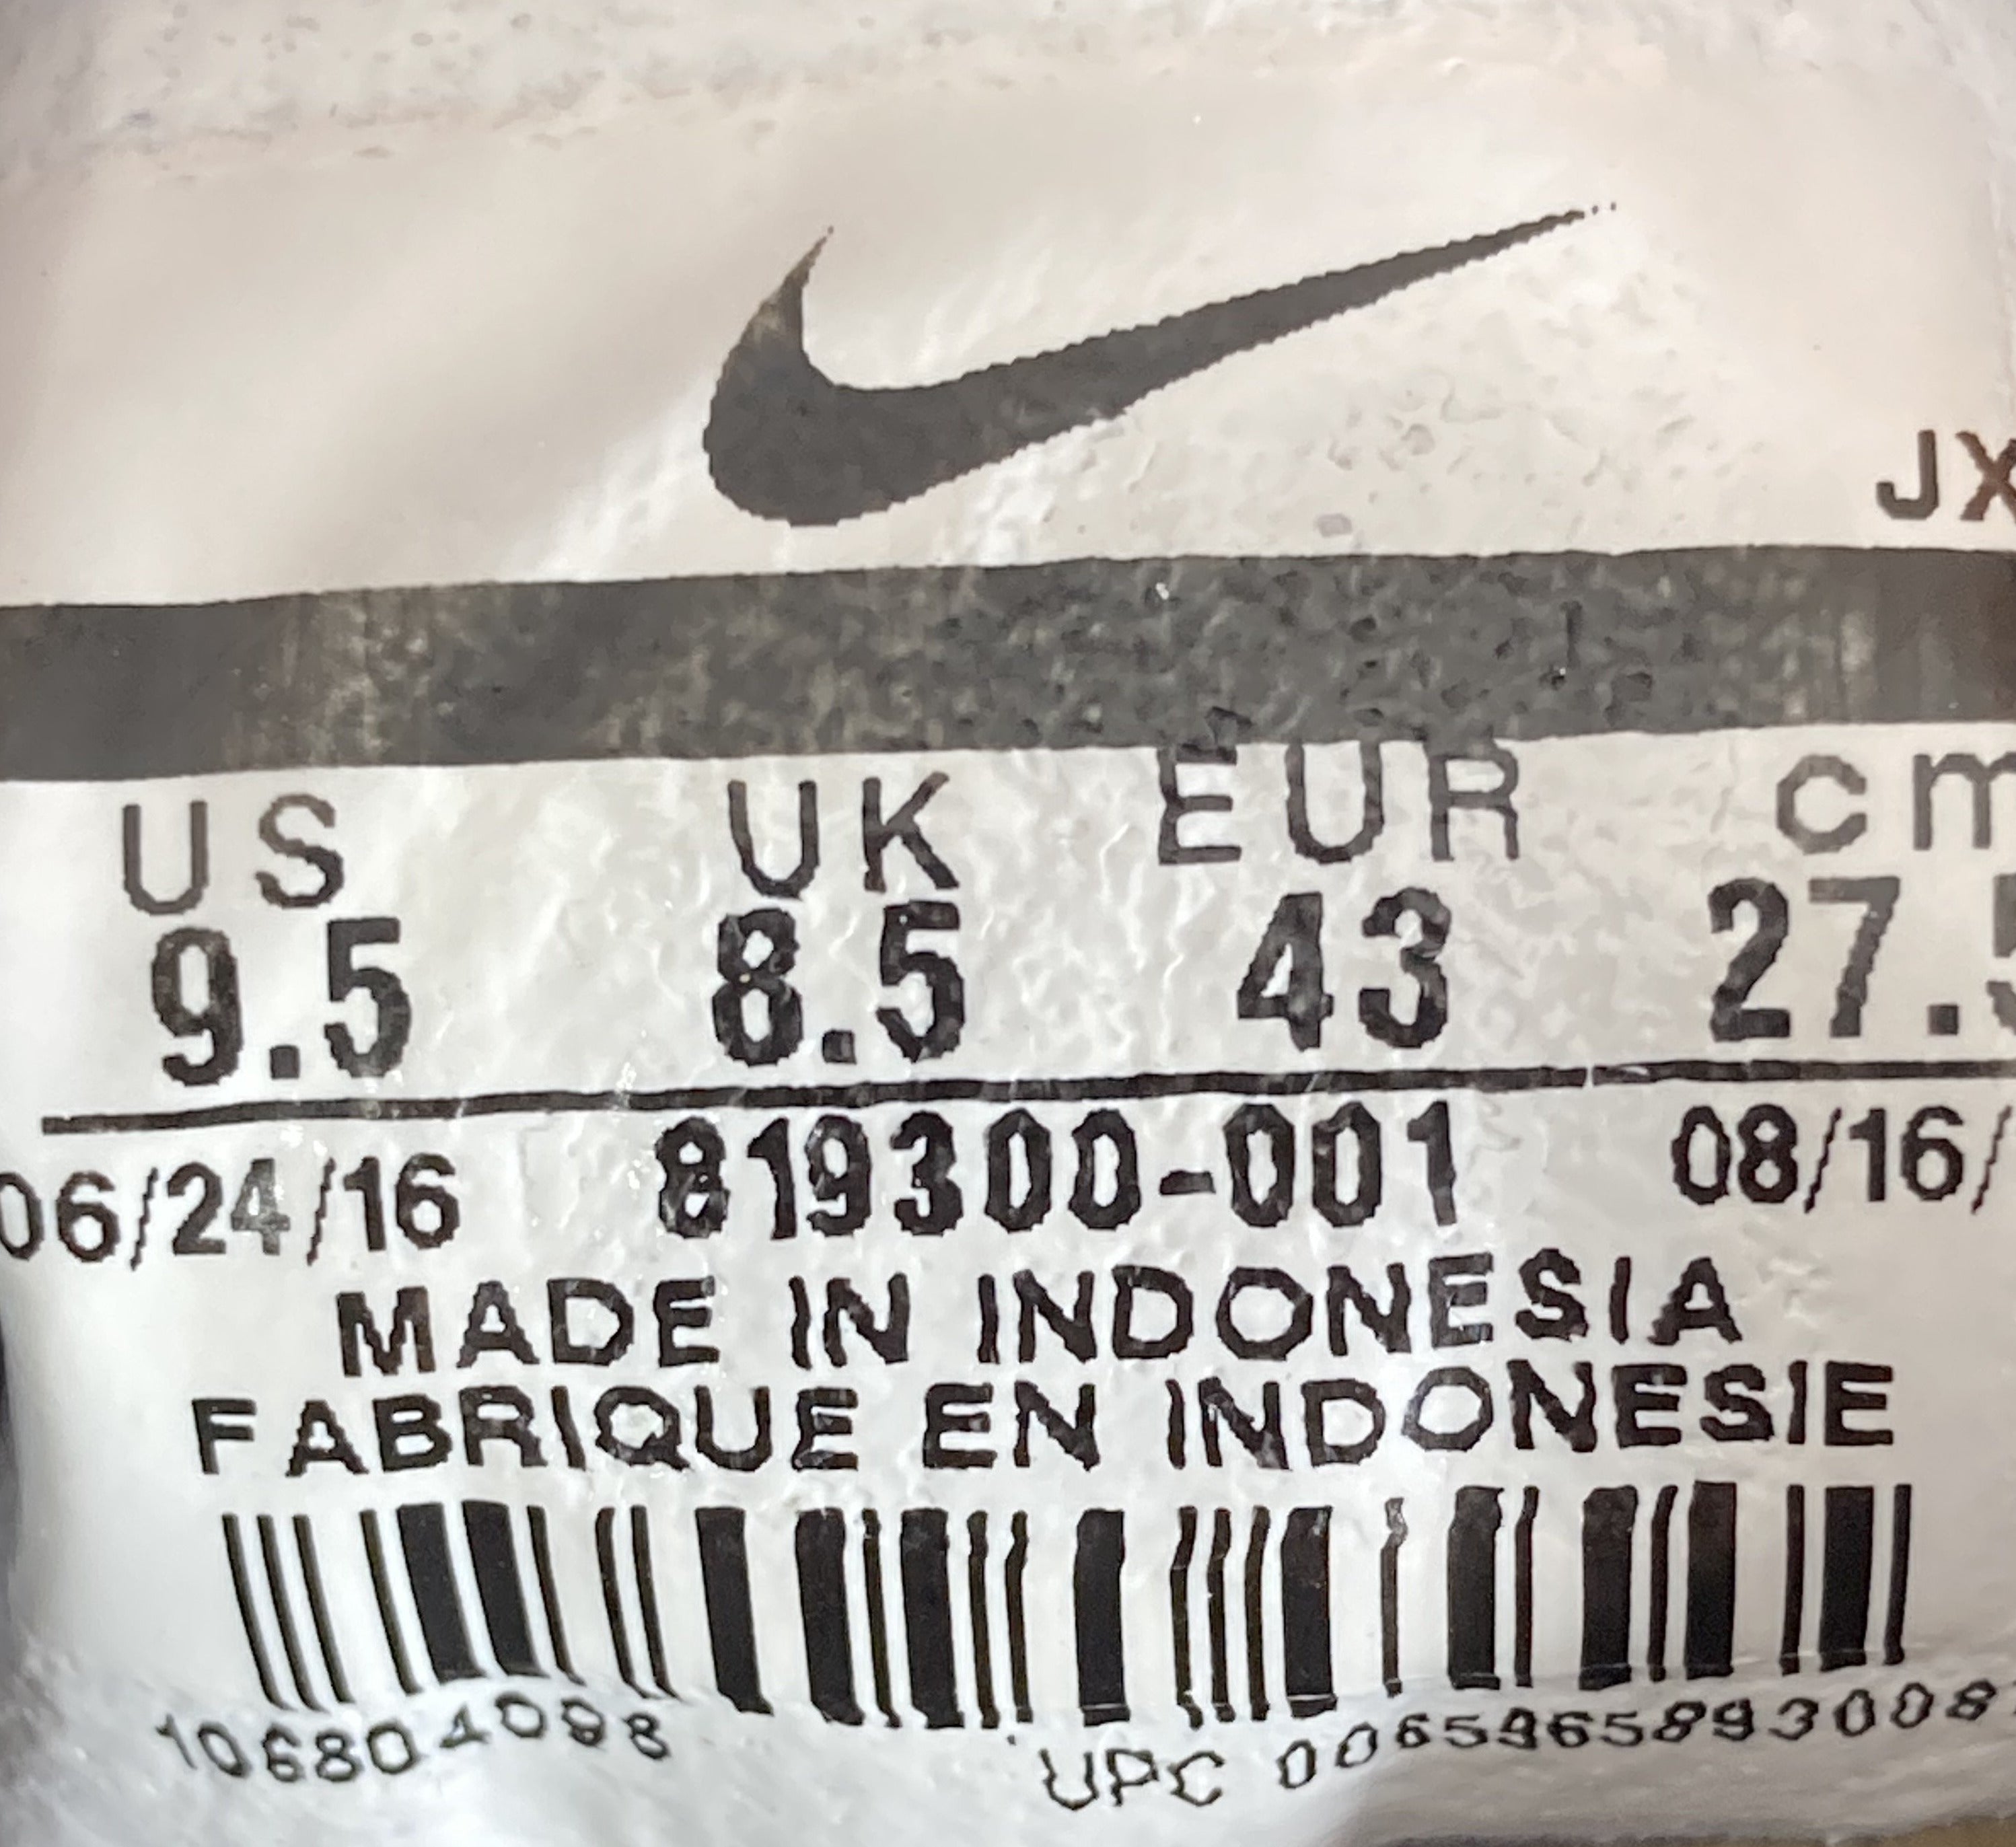 JX
US UK EUR cm
9.5 8.5 43 27.5
06/24/16 819300-001 08/16/
MADE IN INDONESIA
FABRIQUE EN INDONESIE
106804098 UPC 00659658893008